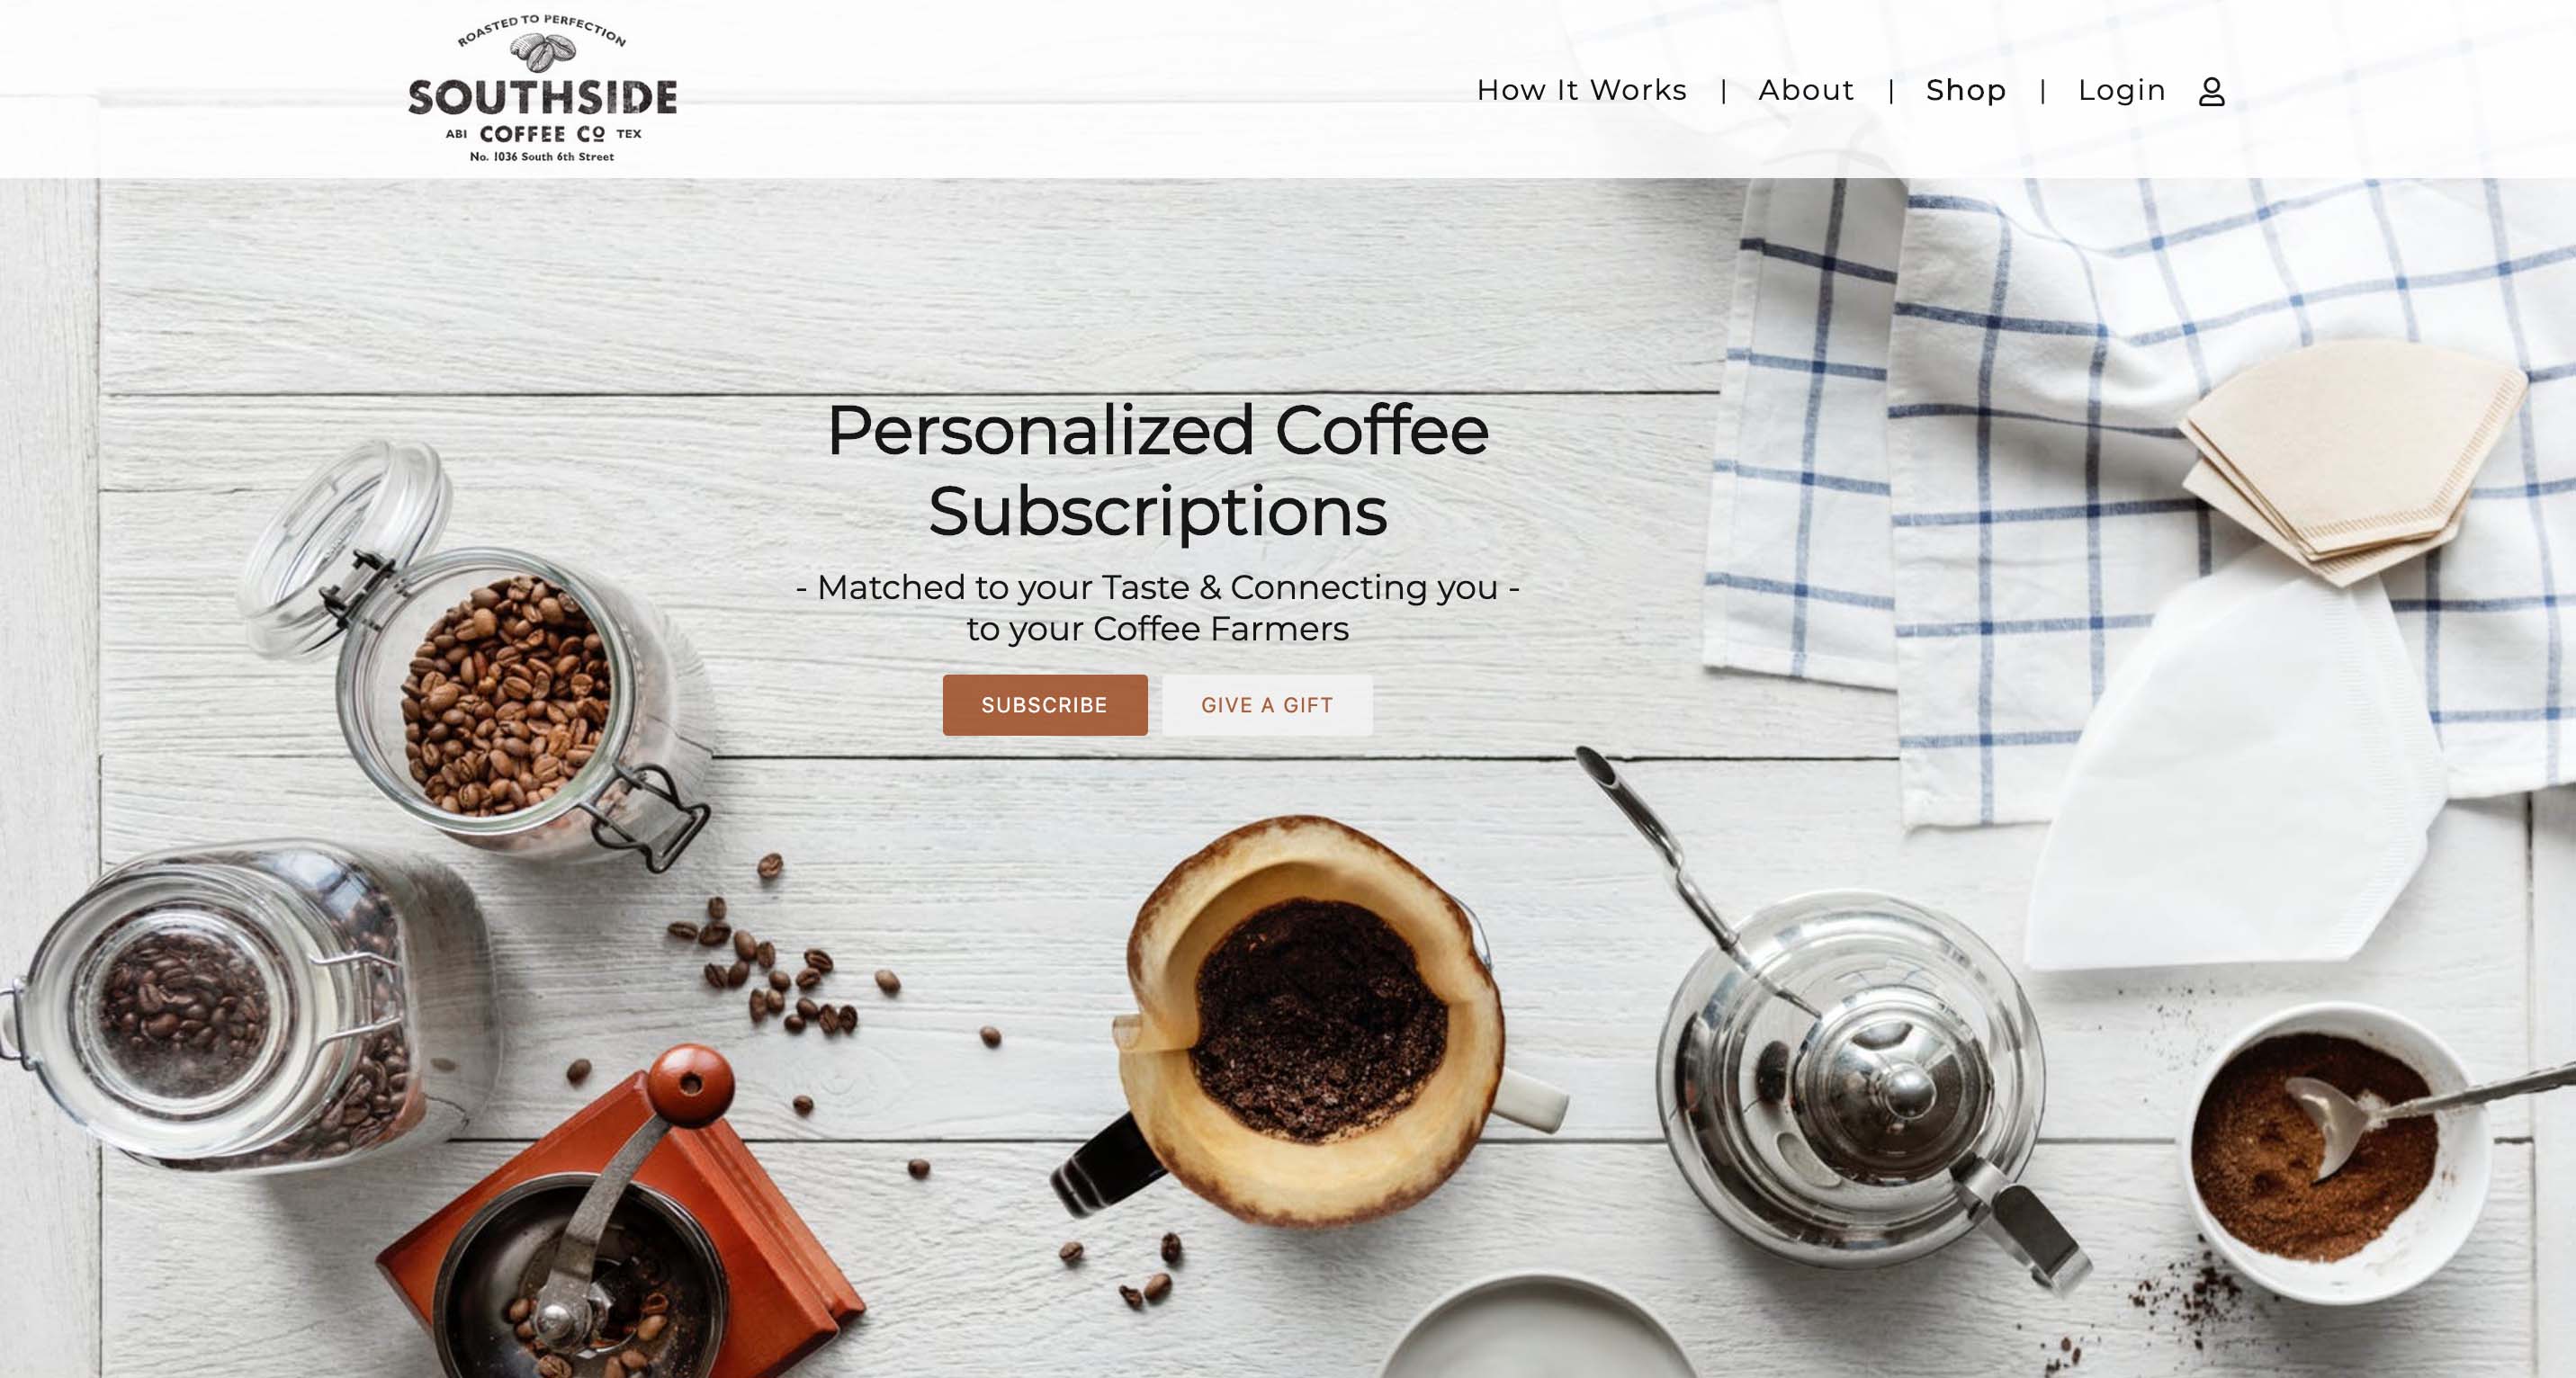 ROASTED TO PERFECTION
SOUTHSIDE
ABI COFFEE CO TEX
No. 1036 South 6th Street
How It Works | About | Shop | Login
Personalized Coffee
Subscriptions
- Matched to your Taste & Connecting you -
to your Coffee Farmers
SUBSCRIBE
GIVE A GIFT